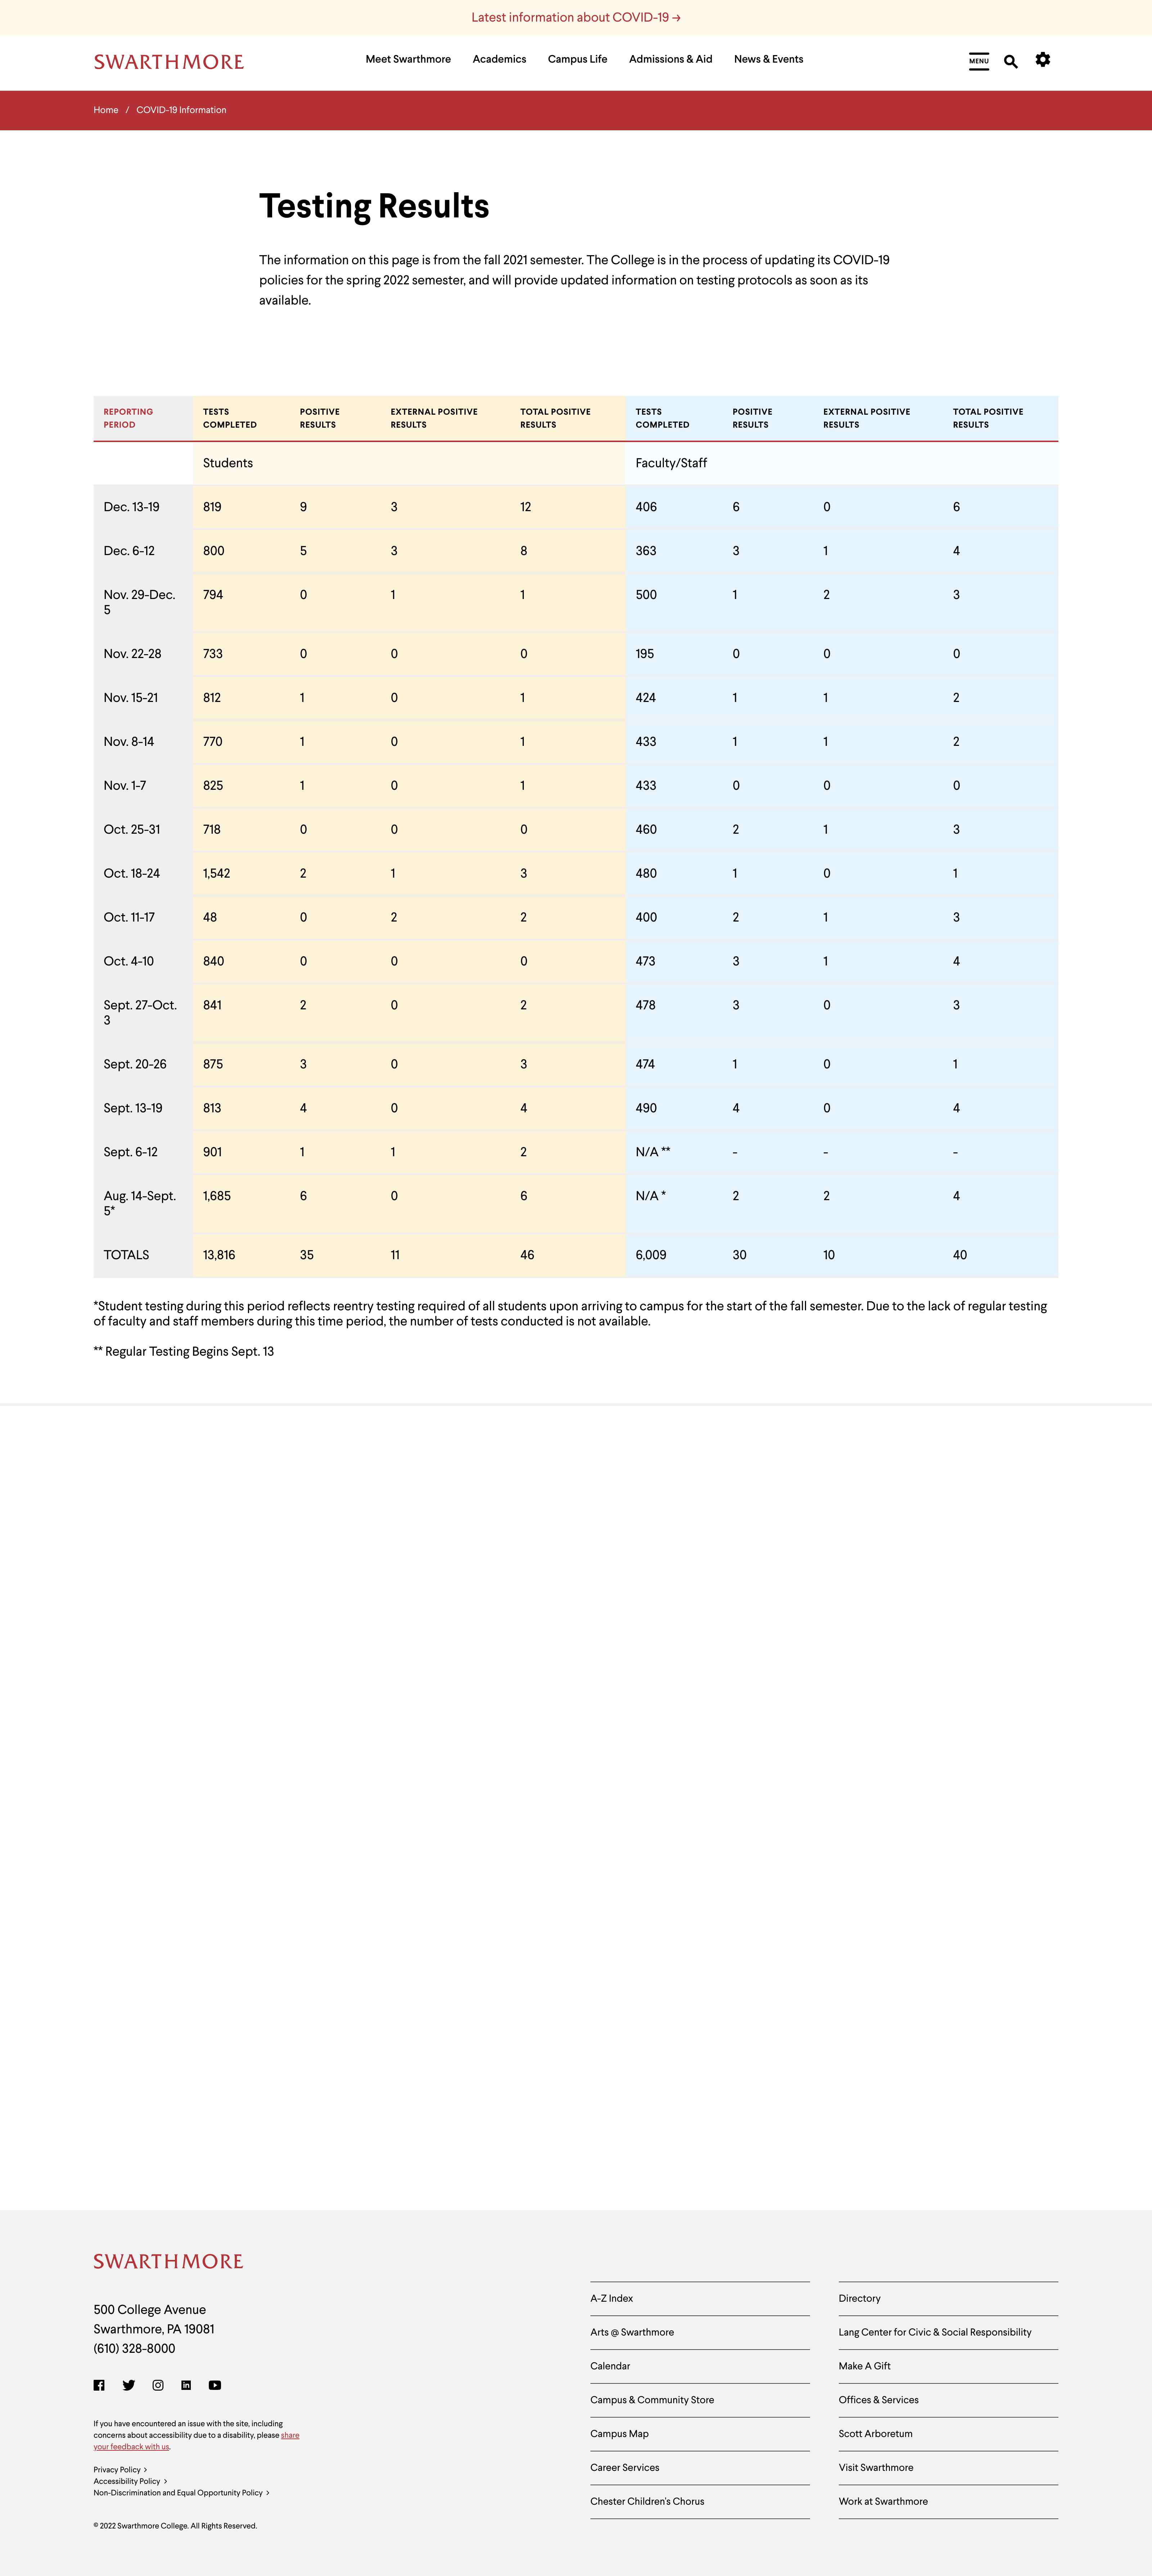 Latest information about COVID-19 →
SWARTHMORE
Meet Swarthmore Academics Campus Life Admissions & Aid News & Events
MENU
Home / COVID-19 Information
Testing Results
The information on this page is from the fall 2021 semester. The College is in the process of updating its COVID-19
policies for the spring 2022 semester, and will provide updated information on testing protocols as soon as its
available.
REPORTING PERIOD TESTS COMPLETED POSITIVE RESULTS EXTERNAL POSITIVE RESULTS TOTAL POSITIVE RESULTS TESTS COMPLETED POSITIVE RESULTS EXTERNAL POSITIVE RESULTS TOTAL POSITIVE RESULTS
Students Faculty/Staff
Dec. 13-19 819 9 3 12 406 6 0 6
Dec. 6-12 800 5 3 8 363 3 1 4
Nov. 29-Dec. 5 794 0 1 1 500 1 2 3
Nov. 22-28 733 0 0 0 195 0 0 0
Nov. 15-21 812 1 0 1 424 1 1 2
Nov. 8-14 770 1 0 1 433 1 1 2
Nov. 1-7 825 1 0 1 433 0 0 0
Oct. 25-31 718 0 0 0 460 2 1 3
Oct. 18-24 1,542 2 1 3 480 1 0 1
Oct. 11-17 48 0 2 2 400 2 1 3
Oct. 4-10 840 0 0 0 473 3 1 4
Sept. 27-Oct. 3 841 2 0 2 478 3 0 3
Sept. 20-26 875 3 0 3 474 1 0 1
Sept. 13-19 813 4 0 4 490 4 0 4
Sept. 6-12 901 1 1 2 N/A ** - - -
Aug. 14-Sept. 5* 1,685 6 0 6 N/A * 2 2 4
TOTALS 13,816 35 11 46 6,009 30 10 40
*Student testing during this period reflects reentry testing required of all students upon arriving to campus for the start of the fall semester. Due to the lack of regular testing
of faculty and staff members during this time period, the number of tests conducted is not available.
** Regular Testing Begins Sept. 13
SWARTHMORE
500 College Avenue
Swarthmore, PA 19081
(610) 328-8000
If you have encountered an issue with the site, including
concerns about accessibility due to a disability, please share
your feedback with us.
Privacy Policy >
Accessibility Policy >
Non-Discrimination and Equal Opportunity Policy >
© 2022 Swarthmore College. All Rights Reserved.
A-Z Index
Arts @ Swarthmore
Calendar
Campus & Community Store
Campus Map
Career Services
Chester Children's Chorus
Directory
Lang Center for Civic & Social Responsibility
Make A Gift
Offices & Services
Scott Arboretum
Visit Swarthmore
Work at Swarthmore